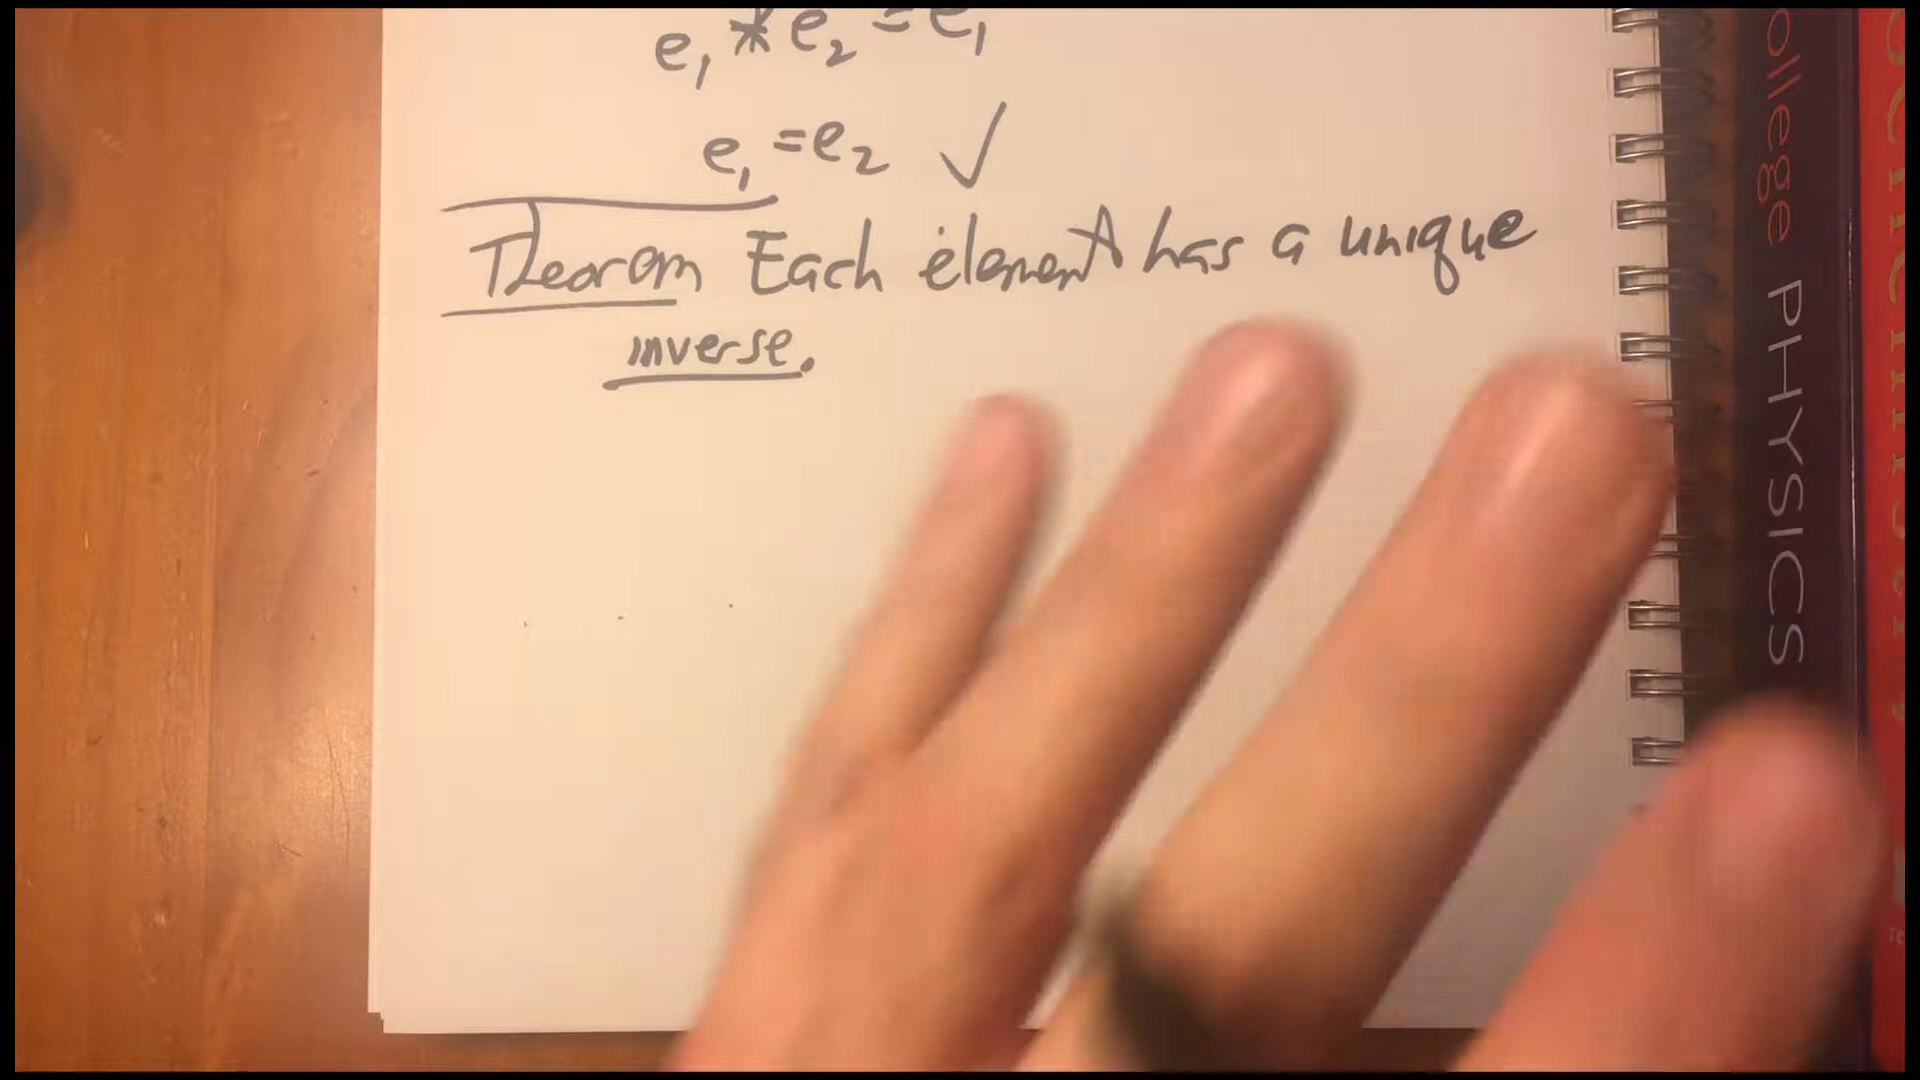 e₁ * e₂ = e₁
e₁ = e₂ ✓
Theorem Each element has a unique
inverse.
ollege PHYSICS